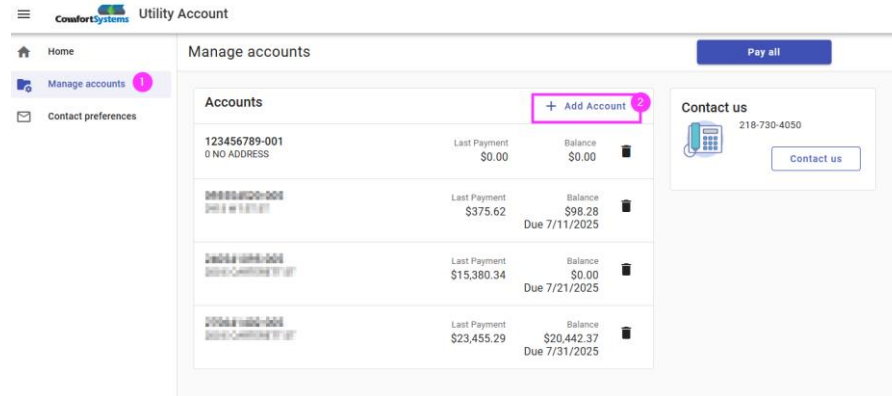 ComfortSystems Utility Account
Home
Manage accounts 1
Contact preferences
Manage accounts
Pay all
Accounts
+ Add Account 2
123456789-001
0 NO ADDRESS
Last Payment
$0.00
Balance
$0.00
Last Payment
$375.62
Balance
$98.28
Due 7/11/2025
Last Payment
$15,380.34
Balance
$0.00
Due 7/21/2025
Last Payment
$23,455.29
Balance
$20,442.37
Due 7/31/2025
Contact us
218-730-4050
Contact us